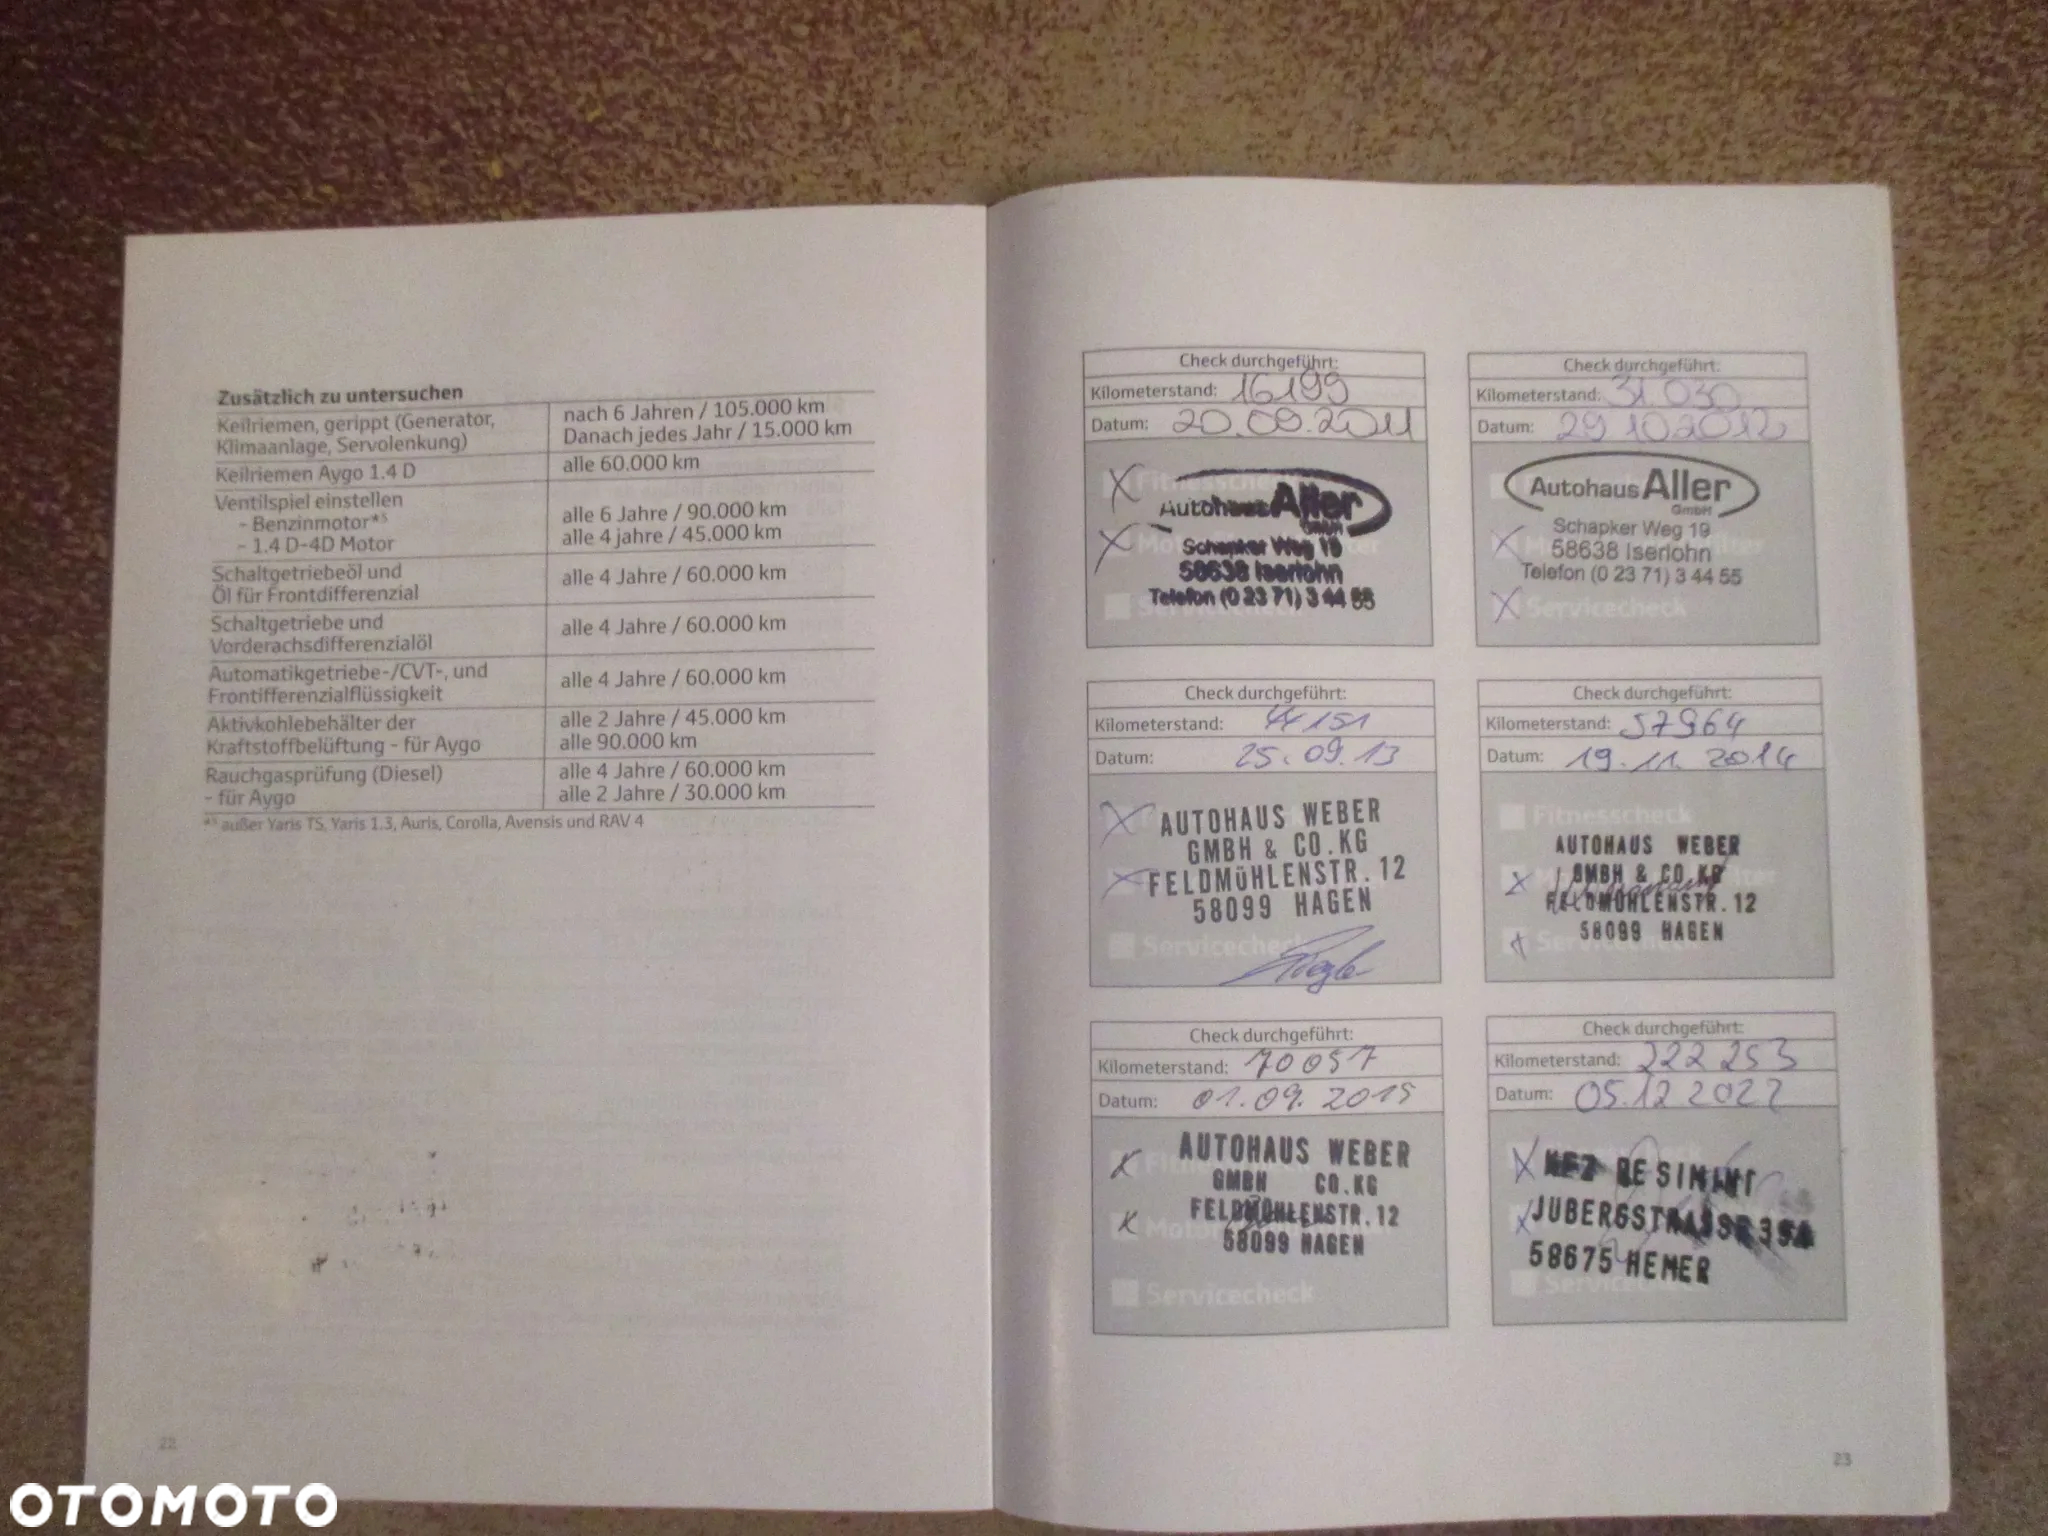 Zusätzlich zu untersuchen
Keilriemen, gerippt (Generator,
Klimaanlage, Servolenkung)
nach 6 Jahren / 105.000 km
Danach jedes Jahr / 15.000 km
Keilriemen Aygo 1.4 D
alle 60.000 km
Ventilspiel einstellen
- Benzinmotor*⁵
- 1.4 D-4D Motor
alle 6 Jahre / 90.000 km
alle 4 jahre / 45.000 km
Schaltgetriebeöl und
Öl für Frontdifferenzial
alle 4 Jahre / 60.000 km
Schaltgetriebe und
Vorderachsdifferenzialöl
alle 4 Jahre / 60.000 km
Automatikgetriebe-/CVT-, und
Frontifferenzialflüssigkeit
alle 4 Jahre / 60.000 km
Aktivkohlebehälter der
Kraftstoffbelüftung - für Aygo
alle 2 Jahre / 45.000 km
alle 90.000 km
Rauchgasprüfung (Diesel)
- für Aygo
alle 4 Jahre / 60.000 km
alle 2 Jahre / 30.000 km
*⁵ außer Yaris TS, Yaris 1.3, Auris, Corolla, Avensis und RAV 4
22
Check durchgeführt:
Kilometerstand: 16199
Datum: 20.09.2011
X Fitnesscheck
Autohaus Aller
GmbH
Schapker Weg 19
58638 Iserlohn
Telefon (0 23 71) 3 44 55
Check durchgeführt:
Kilometerstand: 31.030
Datum: 29.10.2012
Autohaus Aller
GmbH
Schapker Weg 19
58638 Iserlohn
Telefon (0 23 71) 3 44 55
X Servicecheck
Check durchgeführt:
Kilometerstand: 44151
Datum: 25.09.13
AUTOHAUS WEBER
GMBH & CO.KG
FELDMÜHLENSTR. 12
58099 HAGEN
Servicecheck
Check durchgeführt:
Kilometerstand: 57964
Datum: 19.11.2014
Fitnesscheck
AUTOHAUS WEBER
GMBH & CO.KG
FELDMÜHLENSTR. 12
58099 HAGEN
Servicecheck
Check durchgeführt:
Kilometerstand: 70057
Datum: 01.09.2015
AUTOHAUS WEBER
GMBH CO.KG
FELDMÜHLENSTR. 12
58099 HAGEN
Servicecheck
Check durchgeführt:
Kilometerstand: 222 253
Datum: 05.12 2022
JUBERGSTRASSE
58675 HEMER
Servicecheck
23
OTOMOTO